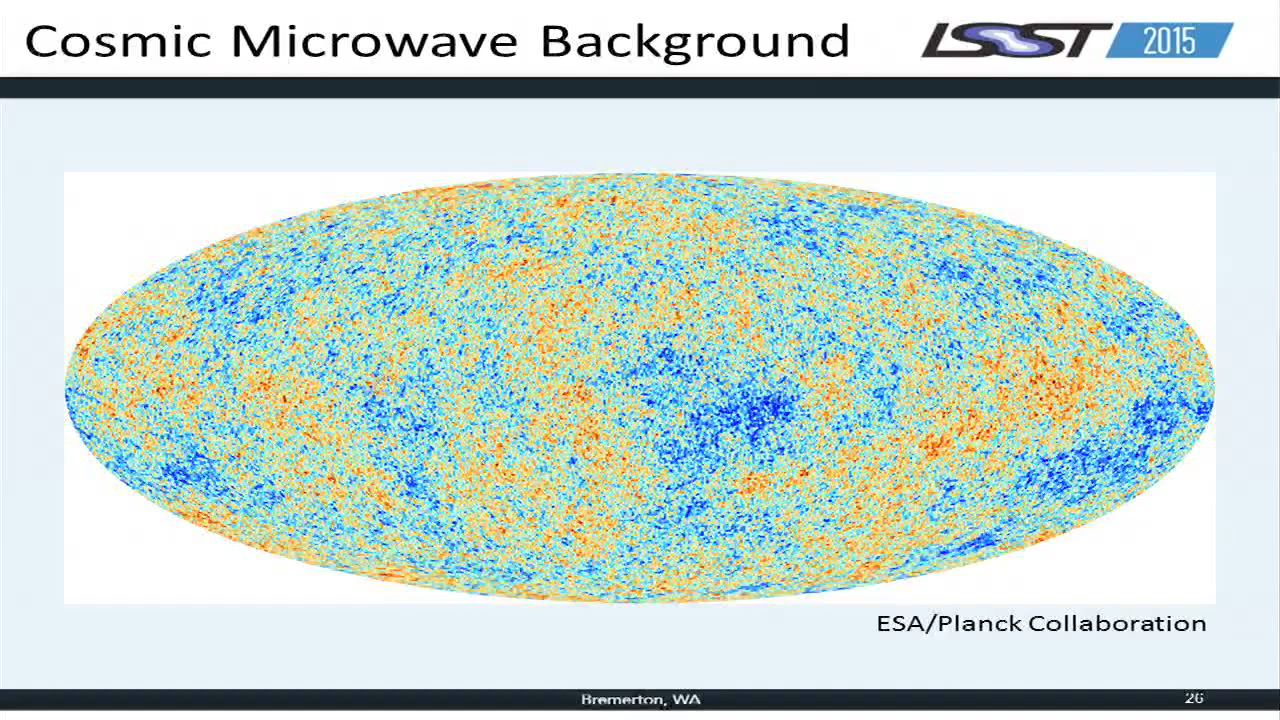 Cosmic Microwave Background
LSST 2015
ESA/Planck Collaboration
Bremerton, WA
26